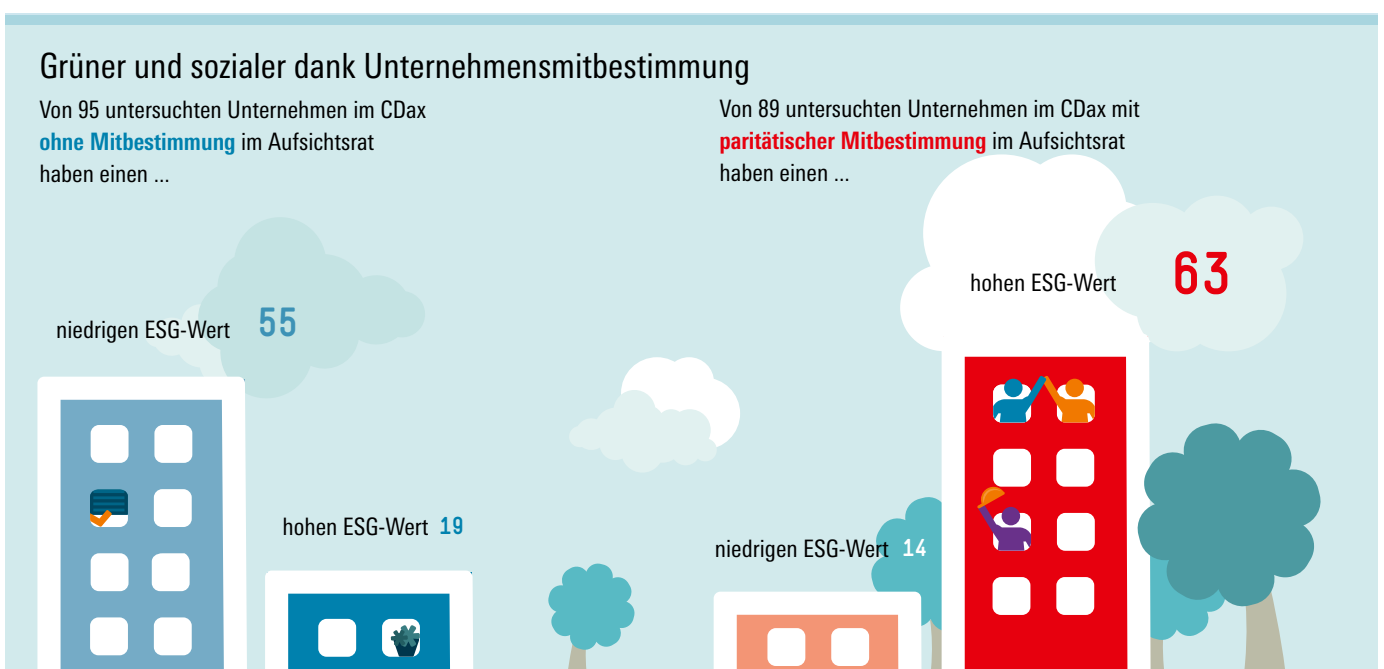 Grüner und sozialer dank Unternehmensmitbestimmung
Von 95 untersuchten Unternehmen im CDax
ohne Mitbestimmung im Aufsichtsrat
haben einen ...
niedrigen ESG-Wert 55
hohen ESG-Wert 19
Von 89 untersuchten Unternehmen im CDax mit
paritätischer Mitbestimmung im Aufsichtsrat
haben einen ...
hohen ESG-Wert 63
niedrigen ESG-Wert 14